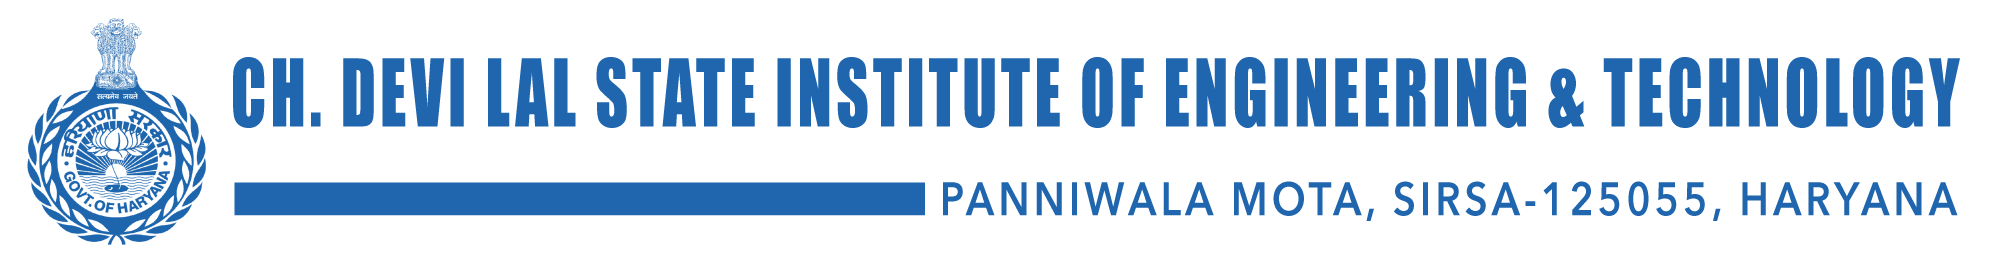 सत्यमेव जयते
हरियाणा सरकार
GOVT. OF HARYANA
CH. DEVI LAL STATE INSTITUTE OF ENGINEERING & TECHNOLOGY
PANNIWALA MOTA, SIRSA-125055, HARYANA